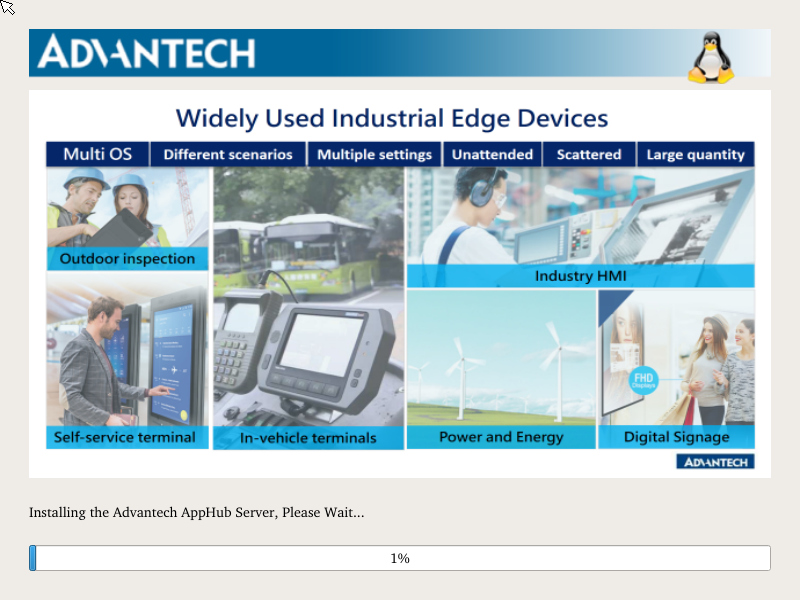 ADVANTECH
Widely Used Industrial Edge Devices
Multi OS
Different scenarios
Multiple settings
Unattended
Scattered
Large quantity
Outdoor inspection
Industry HMI
FHD
Displays
Self-service terminal
In-vehicle terminals
Power and Energy
Digital Signage
ADVANTECH
Installing the Advantech AppHub Server, Please Wait...
1%